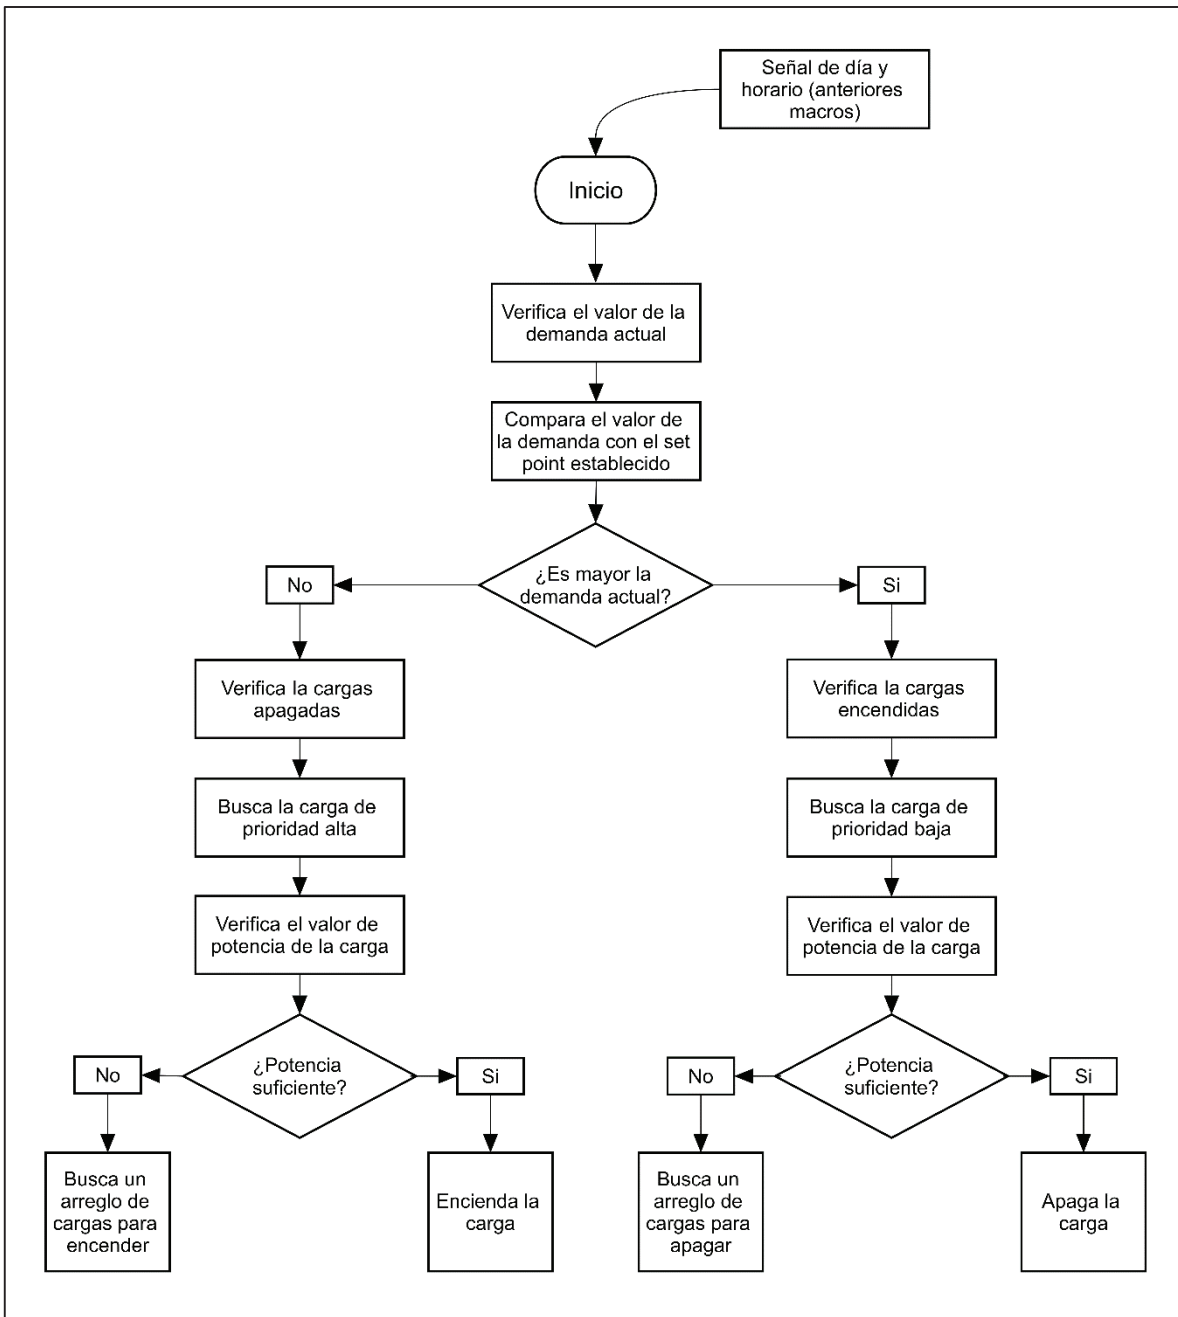 Señal de día y
horario (anteriores
macros)
Inicio
Verifica el valor de la
demanda actual
Compara el valor de
la demanda con el set
point establecido
¿Es mayor la
demanda actual?
No
Si
Verifica la cargas
apagadas
Verifica la cargas
encendidas
Busca la carga de
prioridad alta
Busca la carga de
prioridad baja
Verifica el valor de
potencia de la carga
Verifica el valor de
potencia de la carga
¿Potencia
suficiente?
No
Si
¿Potencia
suficiente?
No
Si
Busca un
arreglo de
cargas para
encender
Encienda la
carga
Busca un
arreglo de
cargas para
apagar
Apaga la
carga